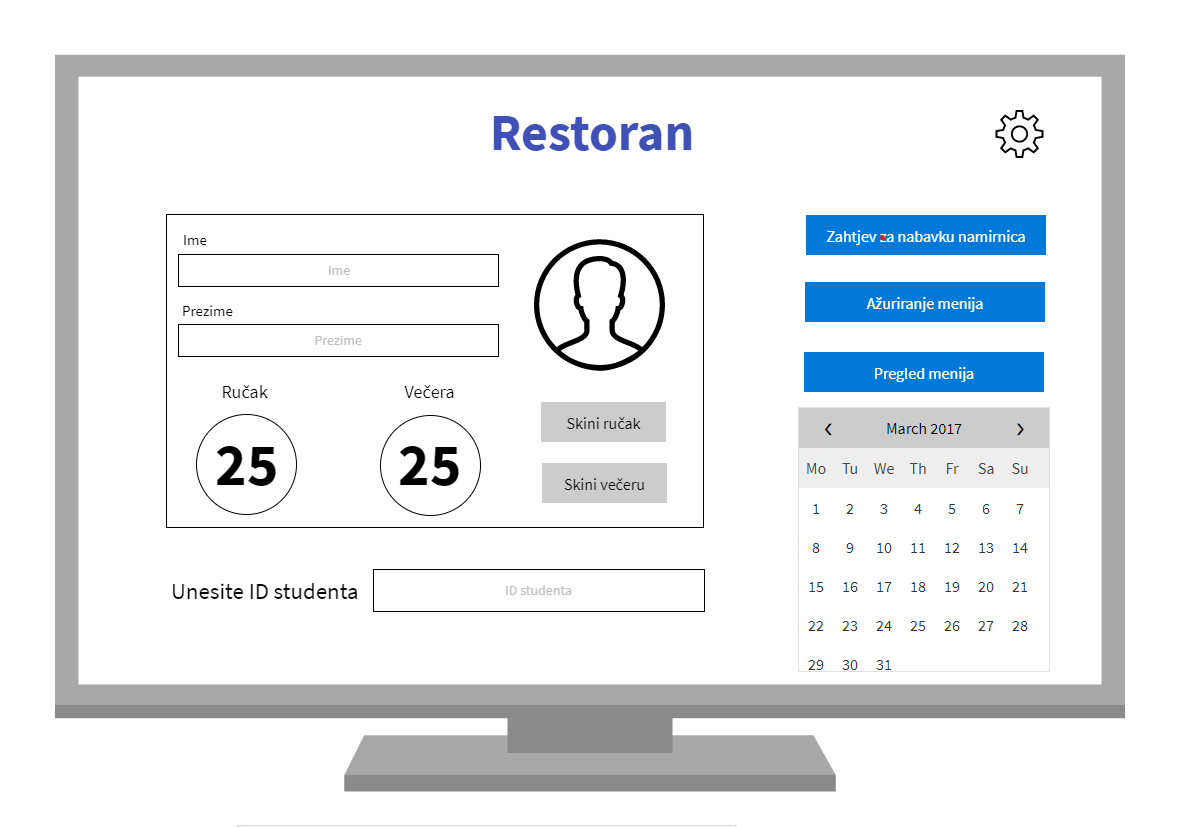 Restoran
Ime
Ime
Prezime
Prezime
Ručak
Večera
25
25
Skini ručak
Skini večeru
Unesite ID studenta
ID studenta
Zahtjev za nabavku namirnica
Ažuriranje menija
Pregled menija
‹ March 2017 ›
Mo Tu We Th Fr Sa Su
1 2 3 4 5 6 7
8 9 10 11 12 13 14
15 16 17 18 19 20 21
22 23 24 25 26 27 28
29 30 31